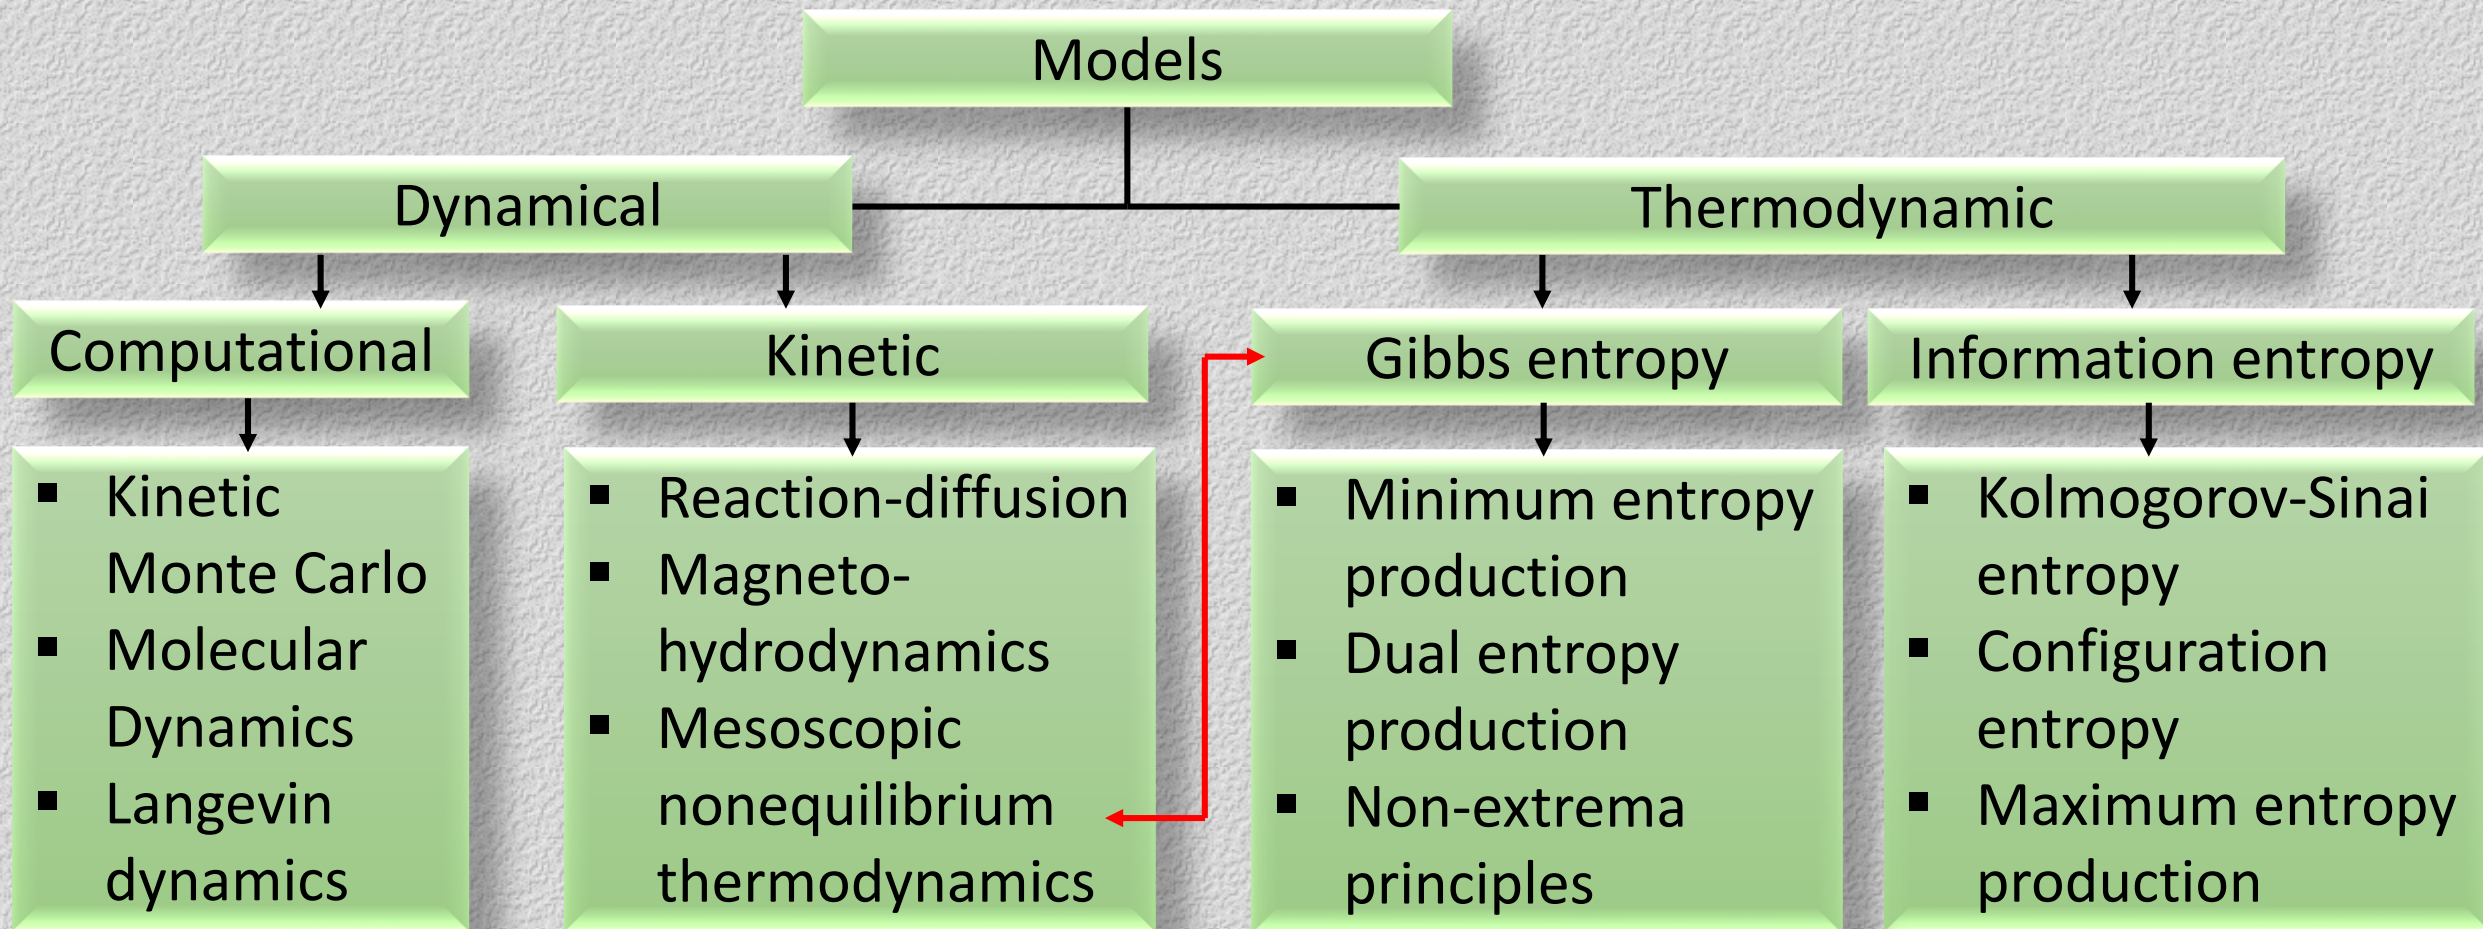 Models
Dynamical
Thermodynamic
Computational
Kinetic
Gibbs entropy
Information entropy
▪ Kinetic
Monte Carlo
▪ Molecular
Dynamics
▪ Langevin
dynamics
▪ Reaction-diffusion
▪ Magneto-
hydrodynamics
▪ Mesoscopic
nonequilibrium
thermodynamics
▪ Minimum entropy
production
▪ Dual entropy
production
▪ Non-extrema
principles
▪ Kolmogorov-Sinai
entropy
▪ Configuration
entropy
▪ Maximum entropy
production